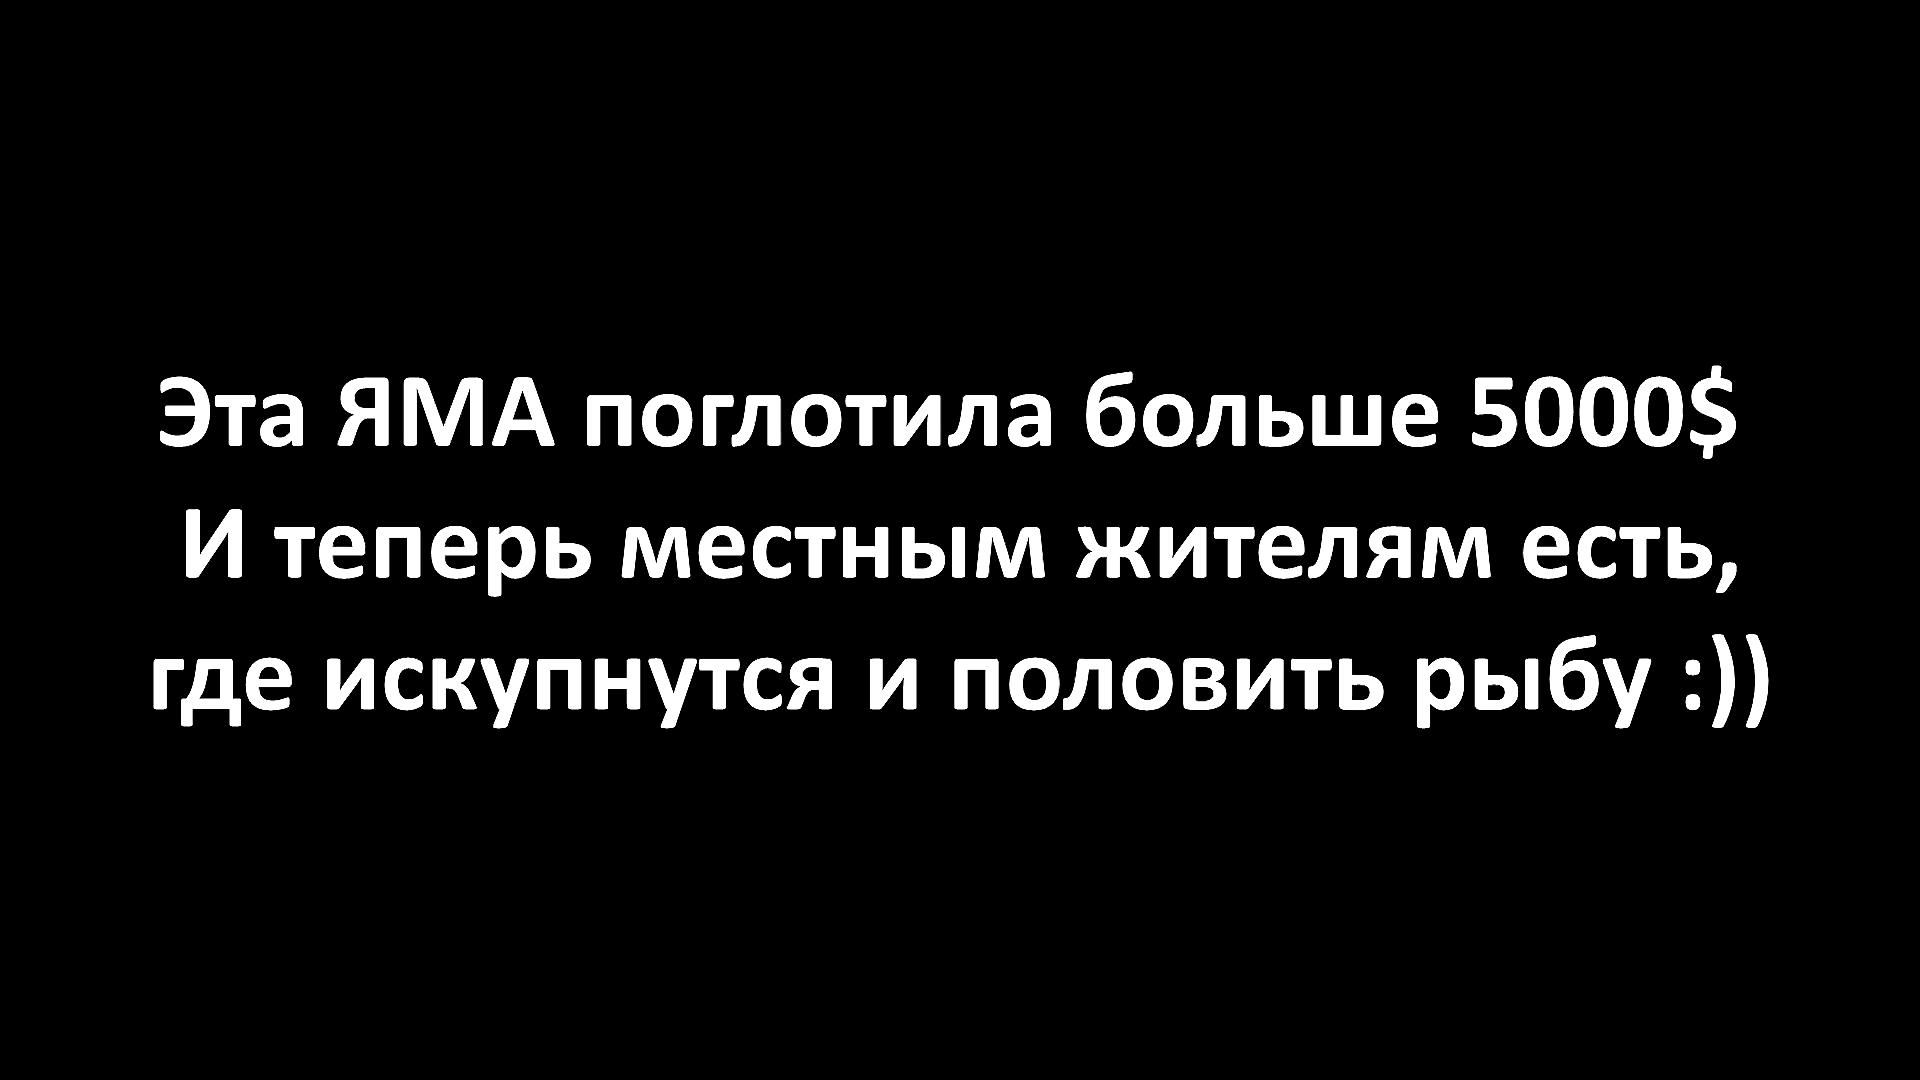 Эта ЯМА поглотила больше 5000$
И теперь местным жителям есть,
где искупнутся и половить рыбу :))